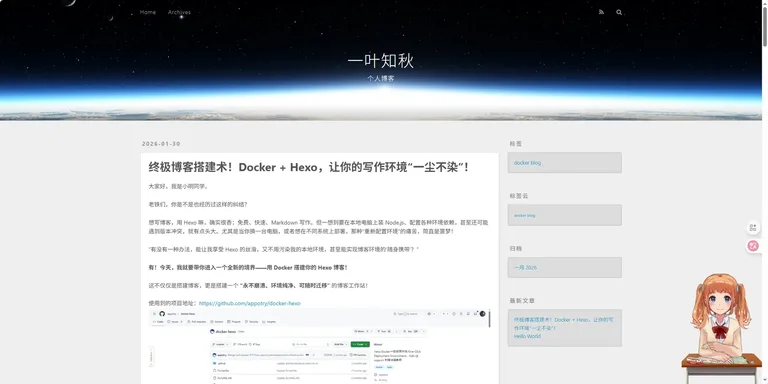 Home
Archives
一叶知秋
个人博客
2026-01-30
终极博客搭建术！Docker + Hexo，让你的写作环境“一尘不染”！
大家好，我是小明同学。
老铁们，你是不是也经历过这样的纠结？
想写博客，用 Hexo 嘛，确实很香：免费、快速、Markdown 写作。但一想到要在本地电脑上装 Node.js、配置各种环境依赖，甚至还可能
遇到版本冲突，就有点头大。尤其是当你换一台电脑，或者想在不同系统上部署，那种“重新配置环境”的痛苦，简直是噩梦！
“有没有一种办法，能让我享受 Hexo 的丝滑，又不用污染我的本地环境，甚至能实现博客环境的‘随身携带’？”
有！今天，我就要带你进入一个全新的境界——用 Docker 搭建你的 Hexo 博客！
这不仅仅是搭建博客，更是搭建一个 “永不崩溃、环境纯净、可随时迁移” 的博客工作站！
使用到的项目地址：https://github.com/appotry/docker-hexo
标签
docker blog
标签云
docker blog
归档
一月 2026
最新文章
终极博客搭建术！Docker + Hexo，让你的写作环境“一尘不染”！
Hello World